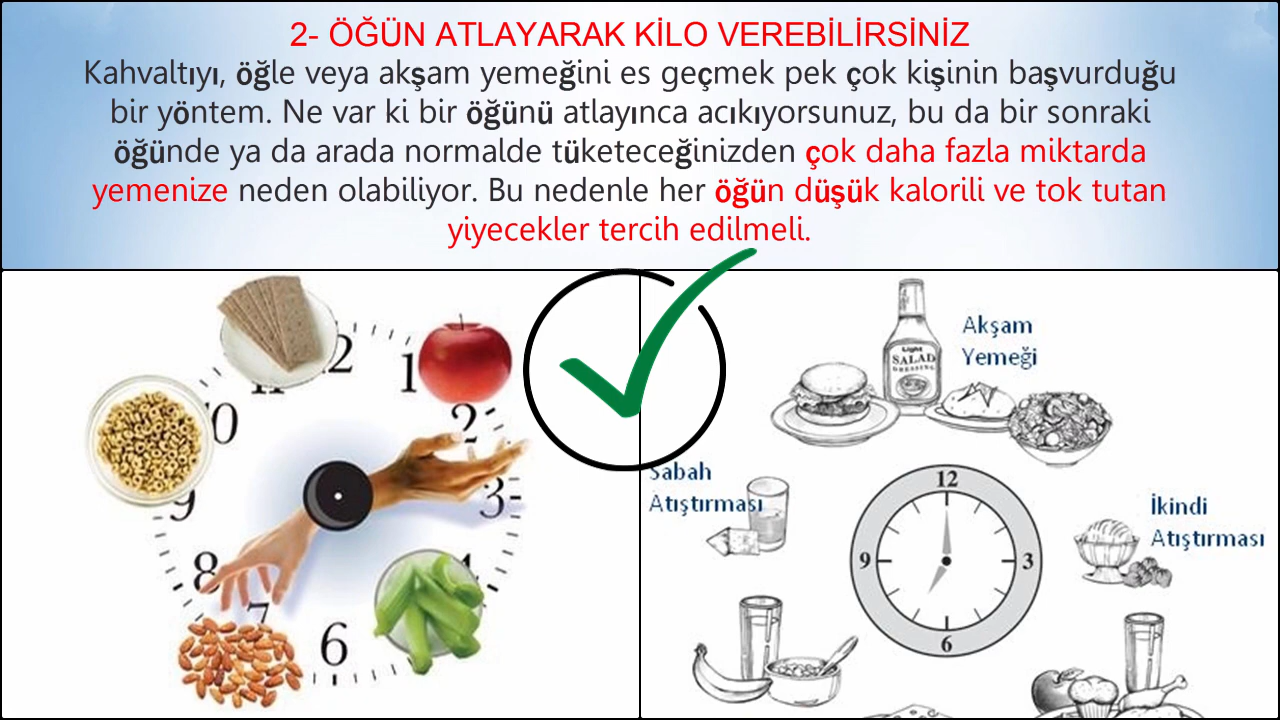 2- ÖĞÜN ATLAYARAK KİLO VEREBİLİRSİNİZ
Kahvaltıyı, öğle veya akşam yemeğini es geçmek pek çok kişinin başvurduğu
bir yöntem. Ne var ki bir öğünü atlayınca acıkıyorsunuz, bu da bir sonraki
öğünde ya da arada normalde tüketeceğinizden çok daha fazla miktarda
yemenize neden olabiliyor. Bu nedenle her öğün düşük kalorili ve tok tutan
yiyecekler tercih edilmeli.
2
11
1
10
2
9
3
8
4
7
6
Light
SALAD
DRESSING
Akşam
Yemeği
Sabah
Atıştırması
İkindi
Atıştırması
12
9
3
6